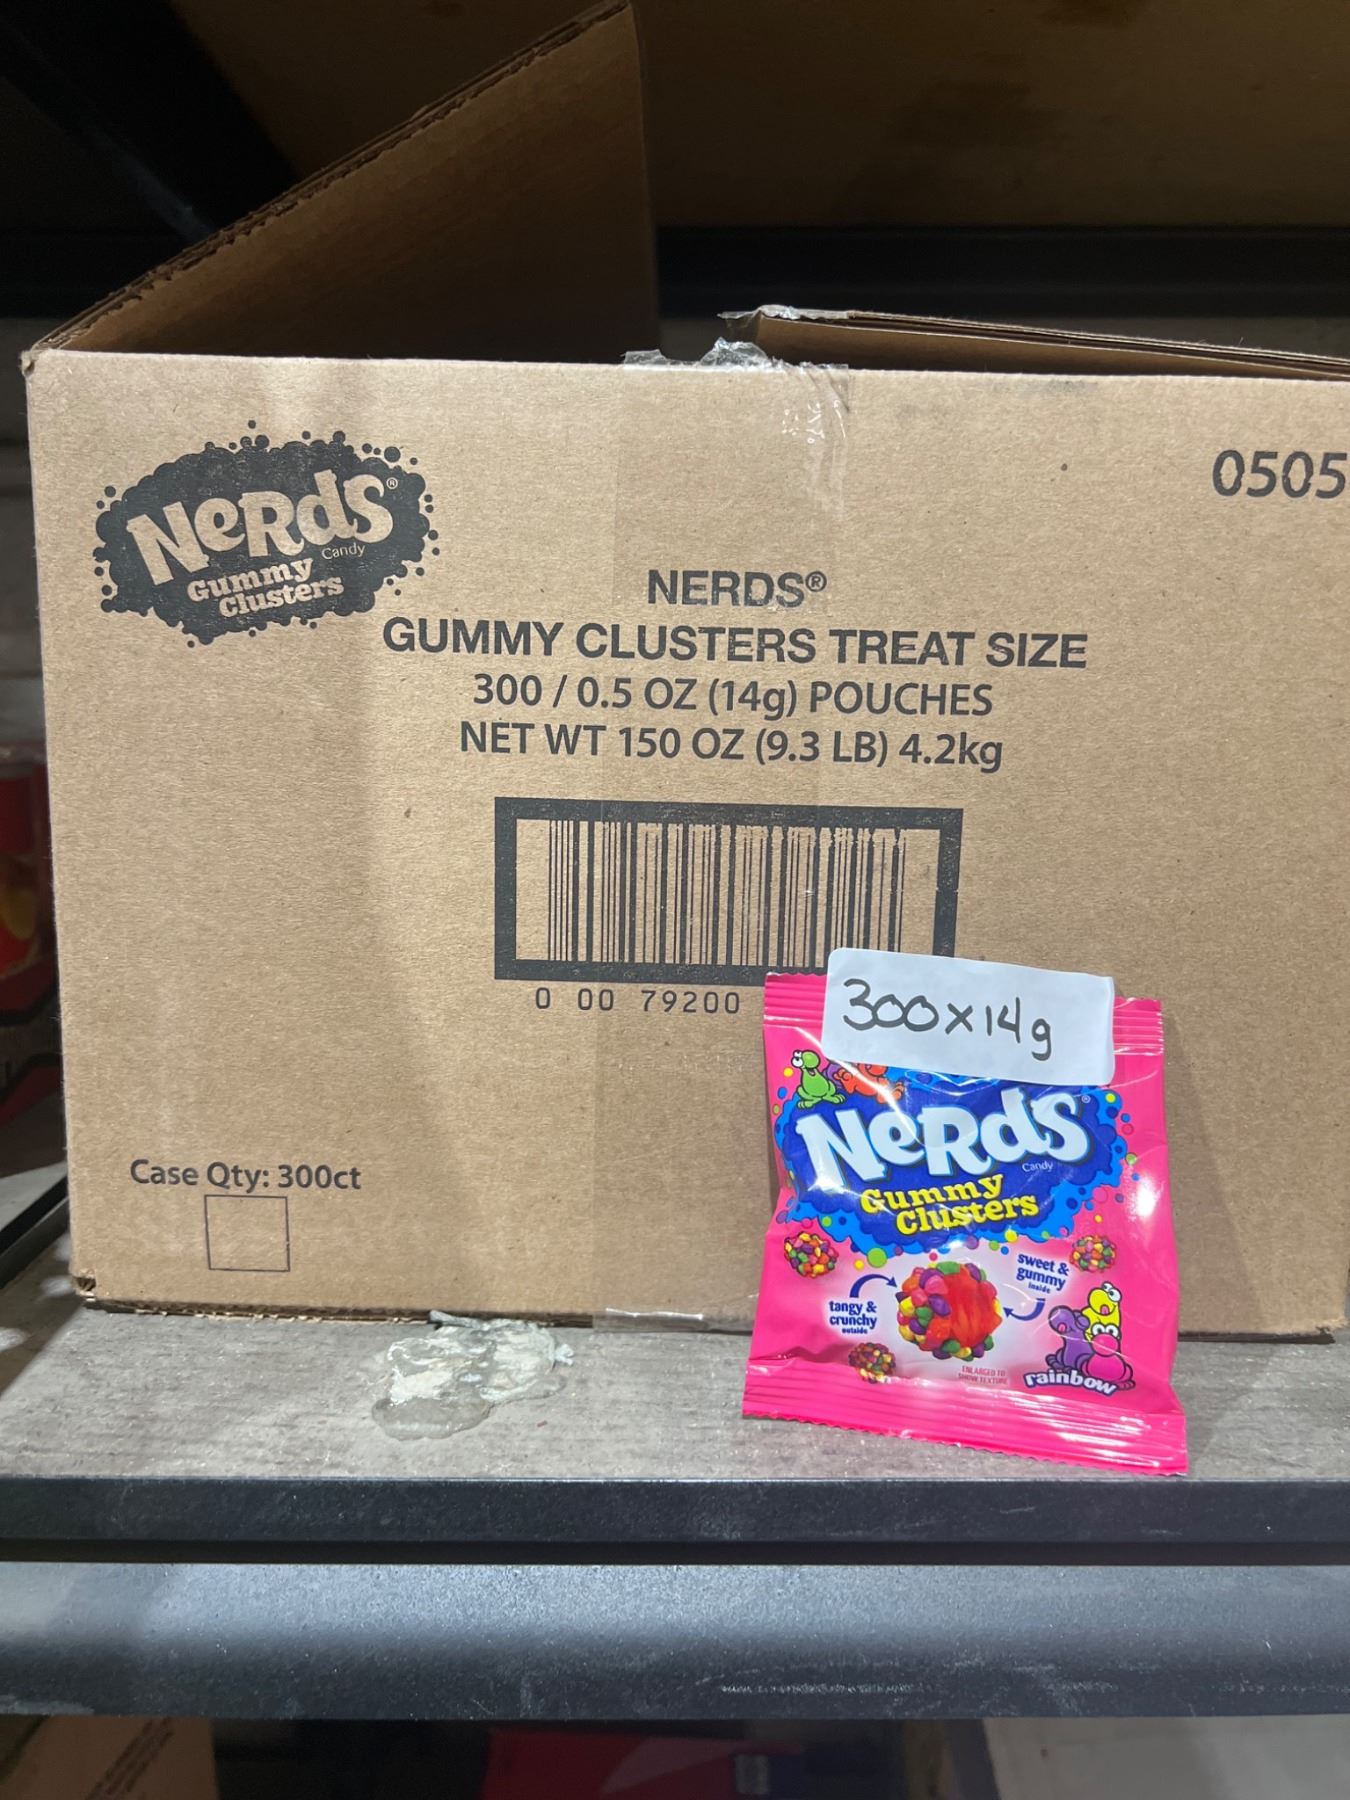 NeRdS®
Candy
Gummy
Clusters
0505
NERDS®
GUMMY CLUSTERS TREAT SIZE
300 / 0.5 OZ (14g) POUCHES
NET WT 150 OZ (9.3 LB) 4.2kg
0 00 79200
Case Qty: 300ct
300x14g
NeRdS®
Candy
Gummy
Clusters
sweet &
gummy
inside
tangy &
crunchy
outside
ENLARGED TO
SHOW TEXTURE
rainbow